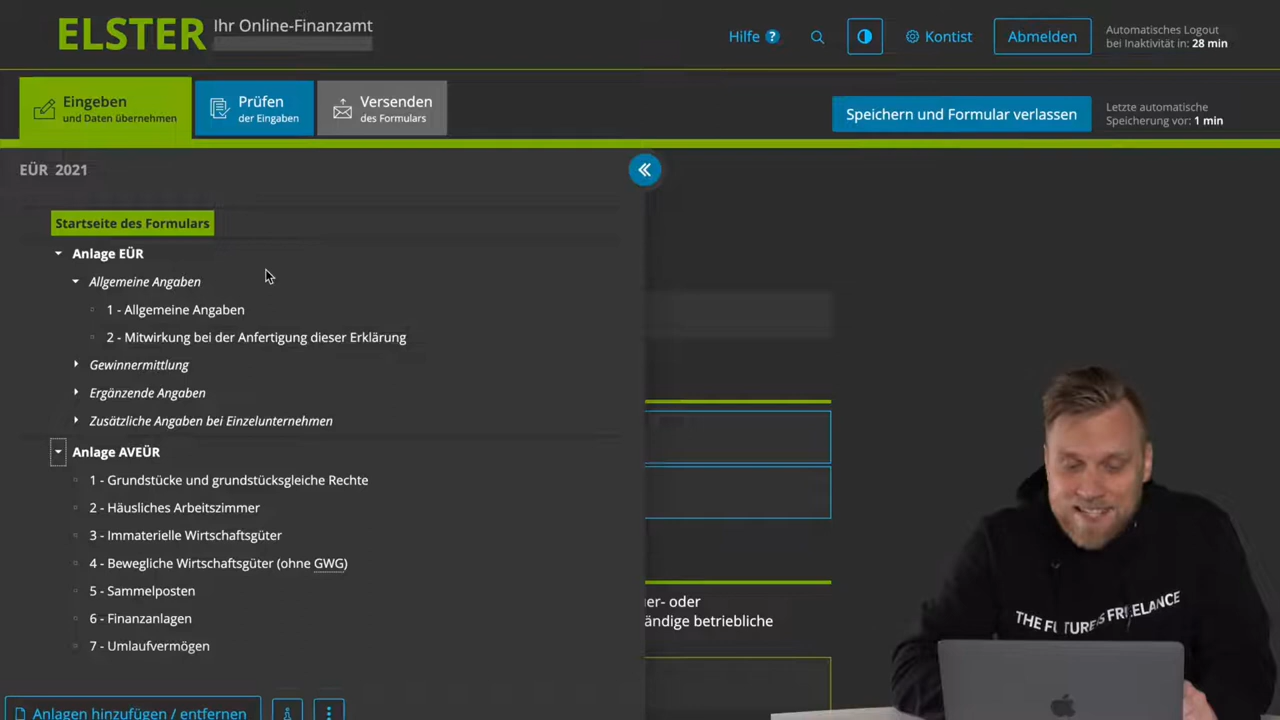 ELSTER
Ihr Online-Finanzamt
Hilfe ?
Kontist
Abmelden
Automatisches Logout
bei Inaktivität in: 28 min
Eingeben
und Daten übernehmen
Prüfen
der Eingaben
Versenden
des Formulars
Speichern und Formular verlassen
Letzte automatische
Speicherung vor: 1 min
EÜR 2021
Startseite des Formulars
Anlage EÜR
Allgemeine Angaben
1 - Allgemeine Angaben
2 - Mitwirkung bei der Anfertigung dieser Erklärung
Gewinnermittlung
Ergänzende Angaben
Zusätzliche Angaben bei Einzelunternehmen
Anlage AVEÜR
1 - Grundstücke und grundstücksgleiche Rechte
2 - Häusliches Arbeitszimmer
3 - Immaterielle Wirtschaftsgüter
4 - Bewegliche Wirtschaftsgüter (ohne GWG)
5 - Sammelposten
6 - Finanzanlagen
7 - Umlaufvermögen
er- oder
ändige betriebliche
THE FUTURE IS FREELANCE
Anlagen hinzufügen / entfernen